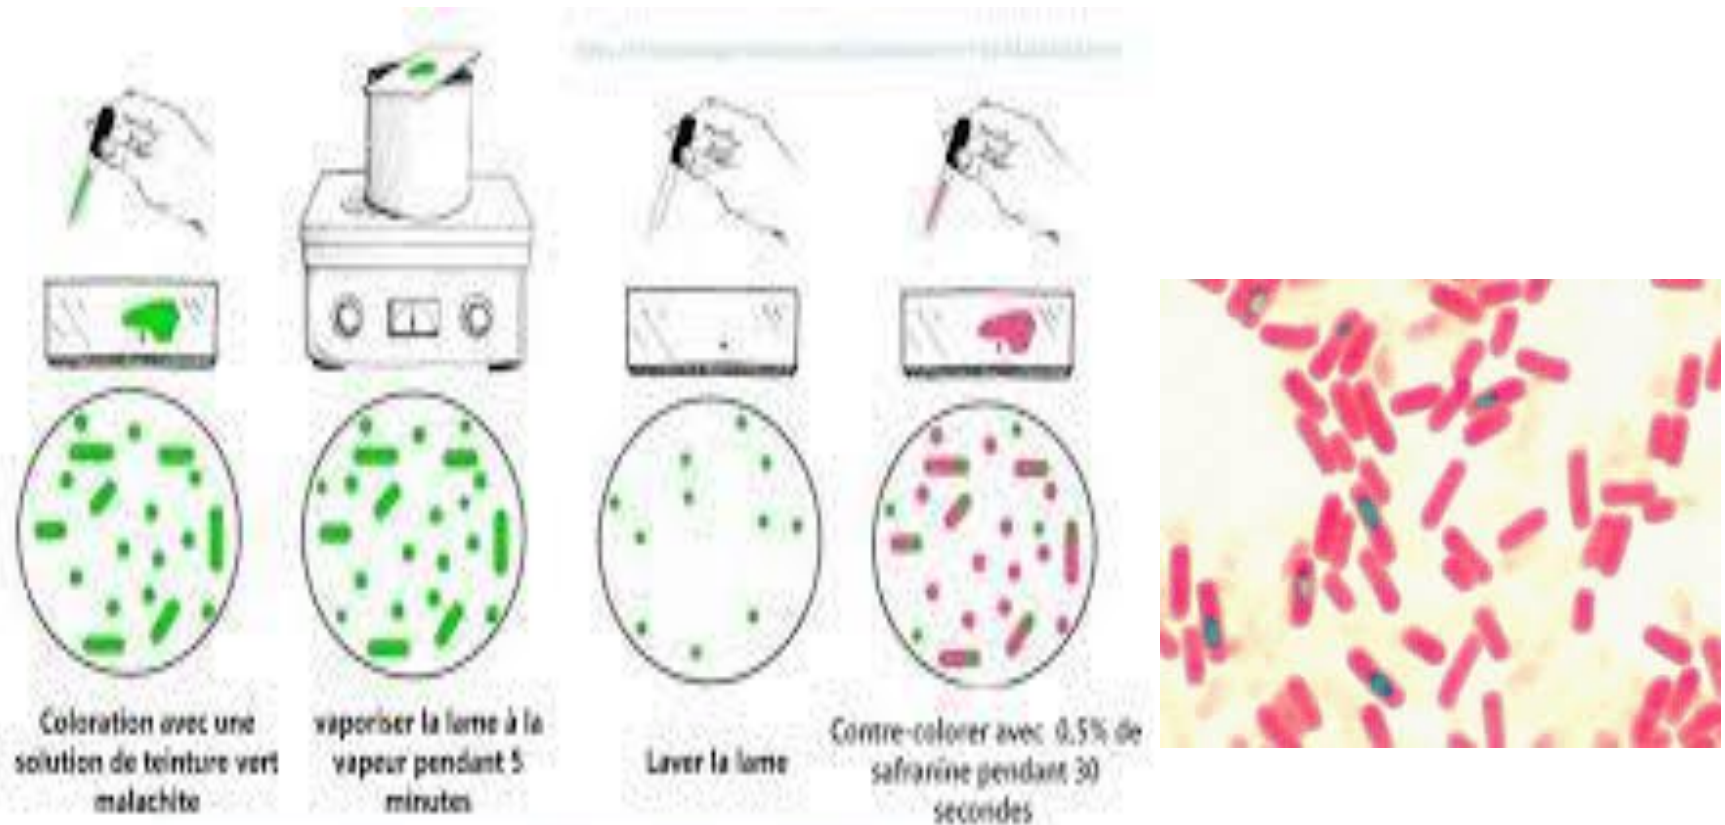 Coloration avec une
solution de teinture vert
malachite
vaporiser la lame à la
vapeur pendant 5
minutes
Laver la lame
Contre-colorer avec 0.5% de
safranine pendant 30
secondes